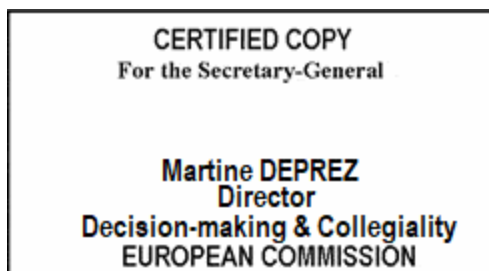 CERTIFIED COPY
For the Secretary-General
Martine DEPREZ
Director
Decision-making & Collegiality
EUROPEAN COMMISSION